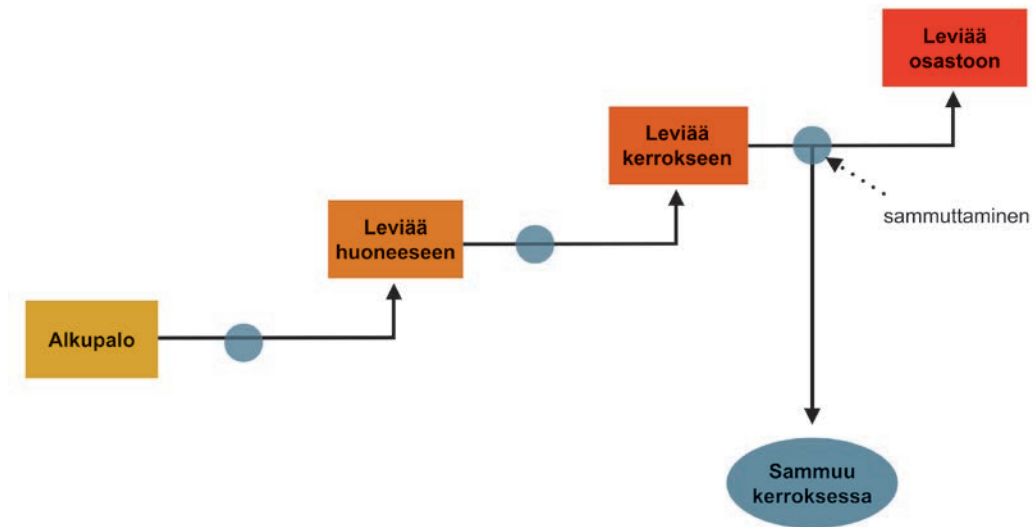 Leviää
osastoon
Leviää
kerrokseen
sammuttaminen
Leviää
huoneeseen
Alkupalo
Sammuu
kerroksessa